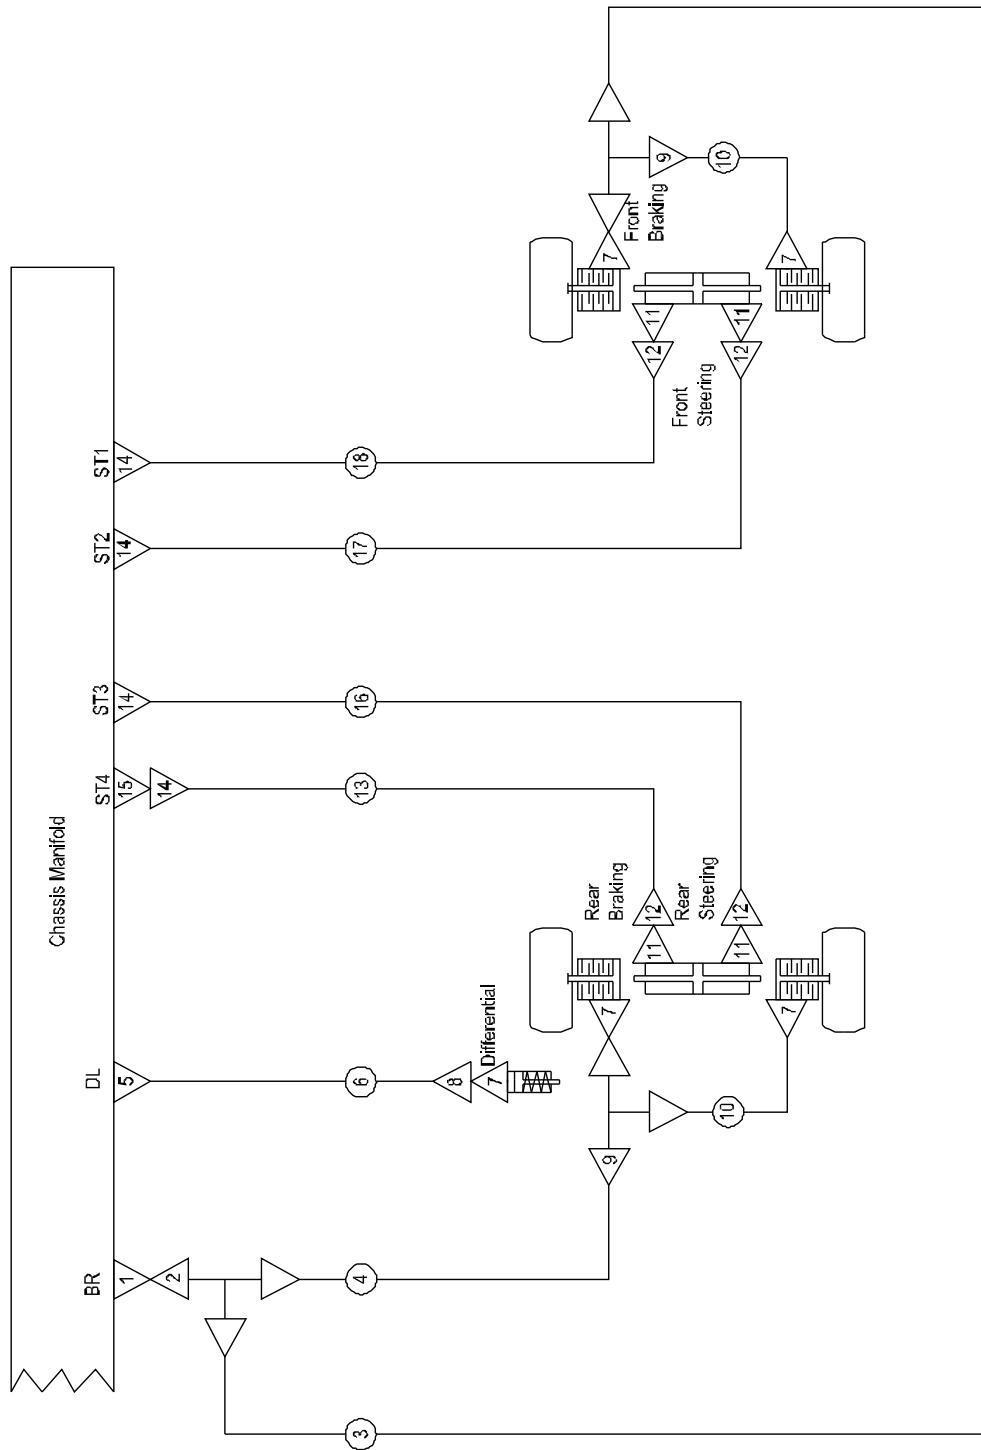 Chassis Manifold
BR
DL
ST4
ST3
ST2
ST1
1
5
15
14
14
14
14
2
3
4
6
13
16
17
18
8
7
Differential
9
10
7
7
Rear
Braking
Rear
Steering
11
12
11
12
Front
Steering
12
11
12
11
Front
Braking
7
9
10
7